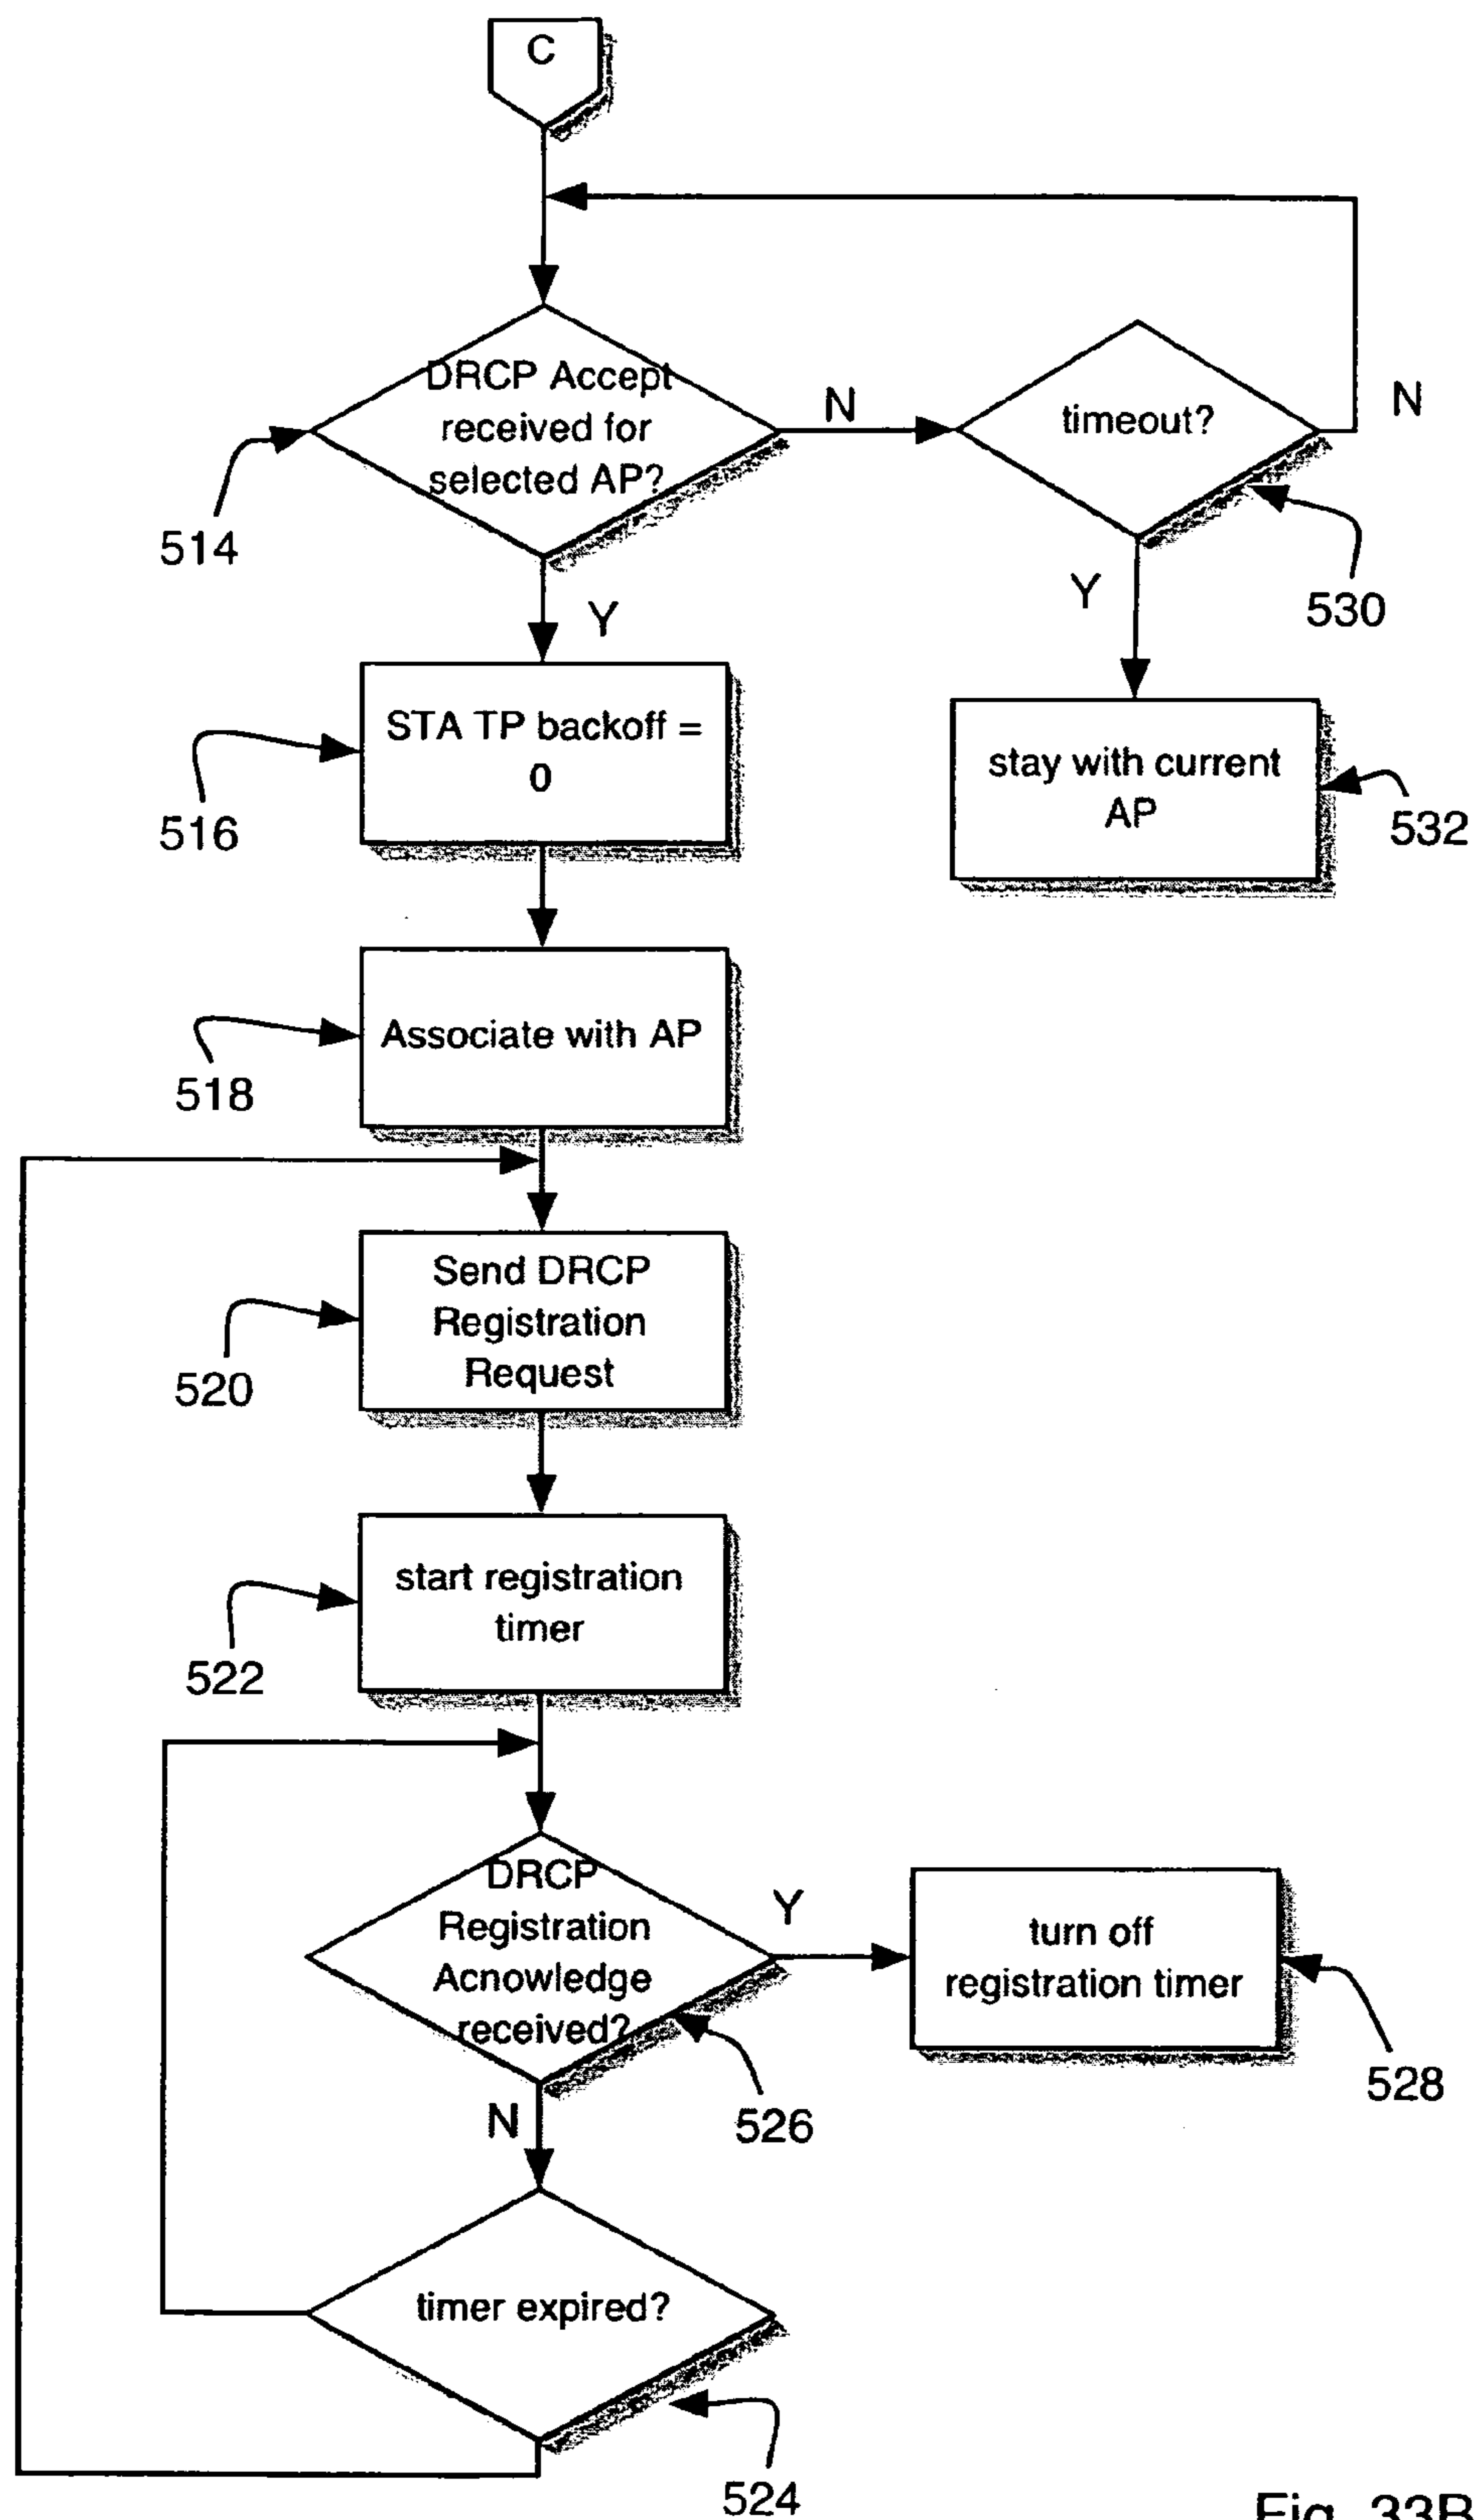 C
DRCP Accept
received for
selected AP?
N
timeout?
N
514
Y
Y
530
STA TP backoff =
0
516
stay with current
AP
532
Associate with AP
518
Send DRCP
Registration
Request
520
start registration
timer
522
DRCP
Registration
Acnowledge
received?
Y
turn off
registration timer
528
N
526
timer expired?
524
Fig. 33B